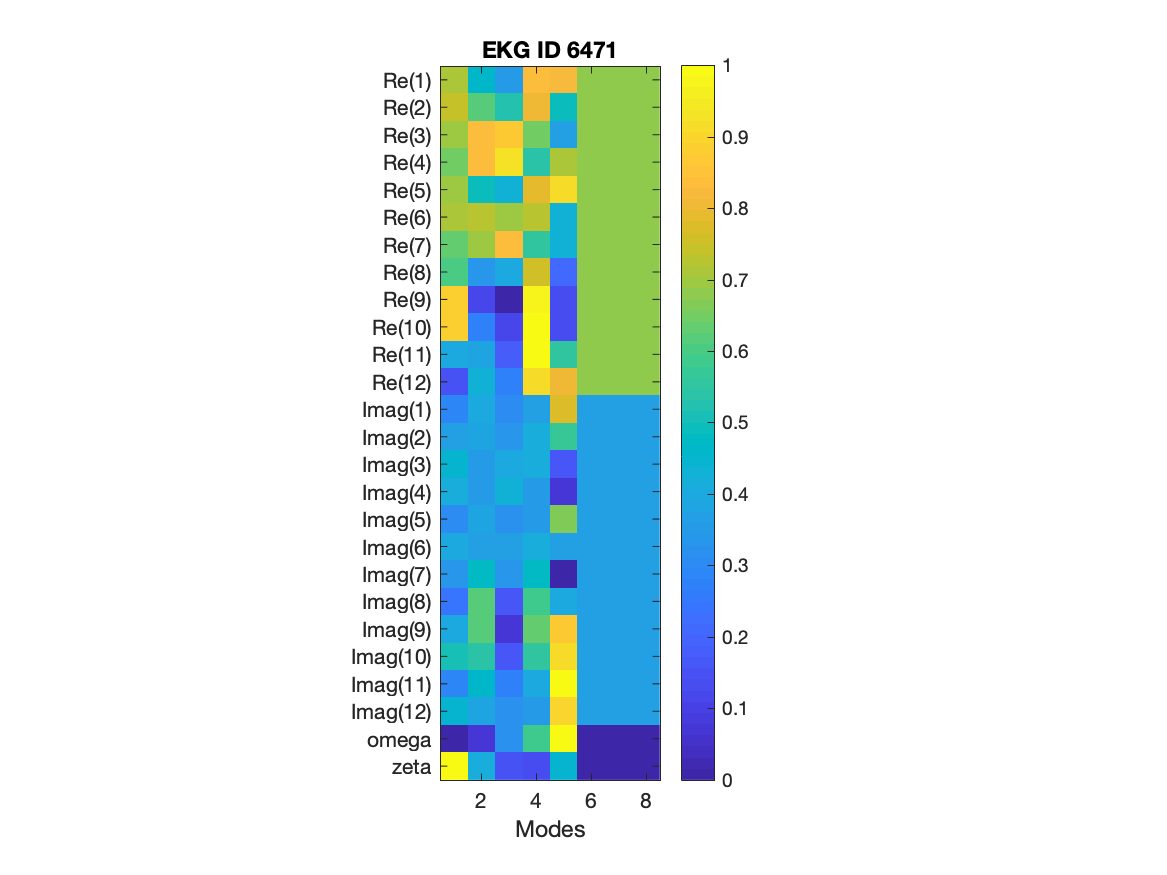 EKG ID 6471
Re(1)
Re(2)
Re(3)
Re(4)
Re(5)
Re(6)
Re(7)
Re(8)
Re(9)
Re(10)
Re(11)
Re(12)
Imag(1)
Imag(2)
Imag(3)
Imag(4)
Imag(5)
Imag(6)
Imag(7)
Imag(8)
Imag(9)
Imag(10)
Imag(11)
Imag(12)
omega
zeta
2 4 6 8
Modes
1
0.9
0.8
0.7
0.6
0.5
0.4
0.3
0.2
0.1
0